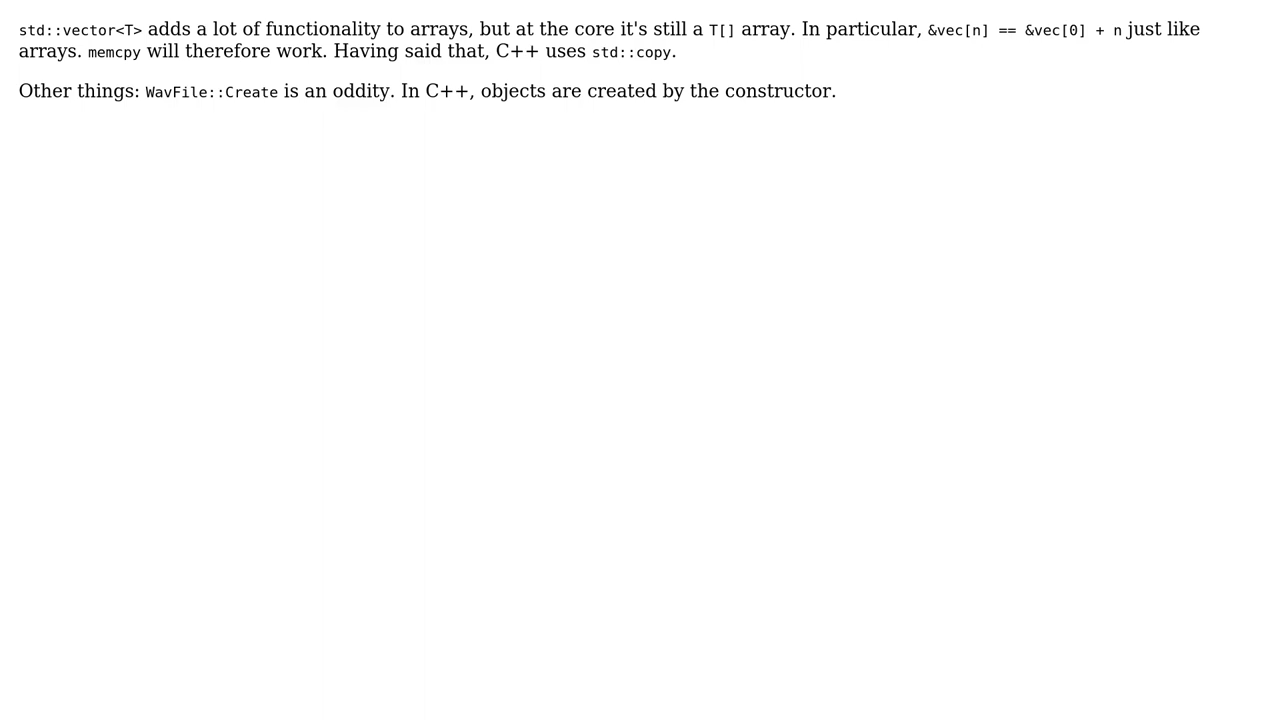 std::vector<T> adds a lot of functionality to arrays, but at the core it's still a T[] array. In particular, &vec[n] == &vec[0] + n just like
arrays. memcpy will therefore work. Having said that, C++ uses std::copy.
Other things: WavFile::Create is an oddity. In C++, objects are created by the constructor.